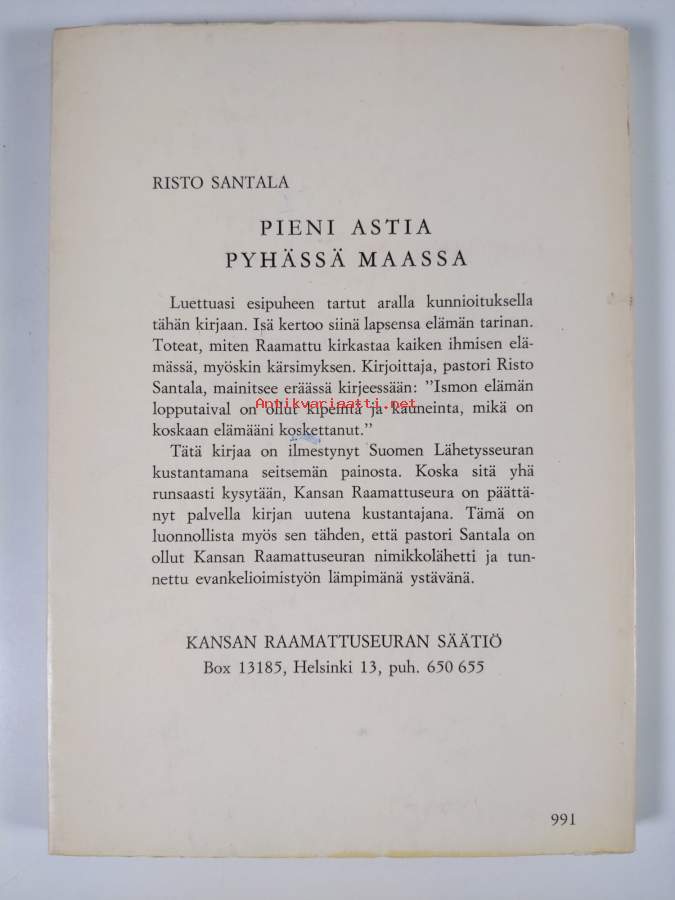 RISTO SANTALA
PIENI ASTIA
PYHÄSSÄ MAASSA
Luettuasi esipuheen tartut aralla kunnioituksella
tähän kirjaan. Isä kertoo siinä lapsensa elämän tarinan.
Toteat, miten Raamattu kirkastaa kaiken ihmisen elä-
mässä, myöskin kärsimyksen. Kirjoittaja, pastori Risto
Santala, mainitsee eräässä kirjeessään: ”Ismon elämän
lopputaival on ollut kipeintä ja kauneinta, mikä on
Antikvariaatti.net
koskaan elämääni koskettanut.”
Tätä kirjaa on ilmestynyt Suomen Lähetysseuran
kustantamana seitsemän painosta. Koska sitä yhä
runsaasti kysytään, Kansan Raamattuseura on päättä-
nyt palvella kirjan uutena kustantajana. Tämä on
luonnollista myös sen tähden, että pastori Santala on
ollut Kansan Raamattuseuran nimikkolähetti ja tun-
nettu evankelioimistyön lämpimänä ystävänä.
KANSAN RAAMATTUSEURAN SÄÄTIÖ
Box 13185, Helsinki 13, puh. 650 655
991